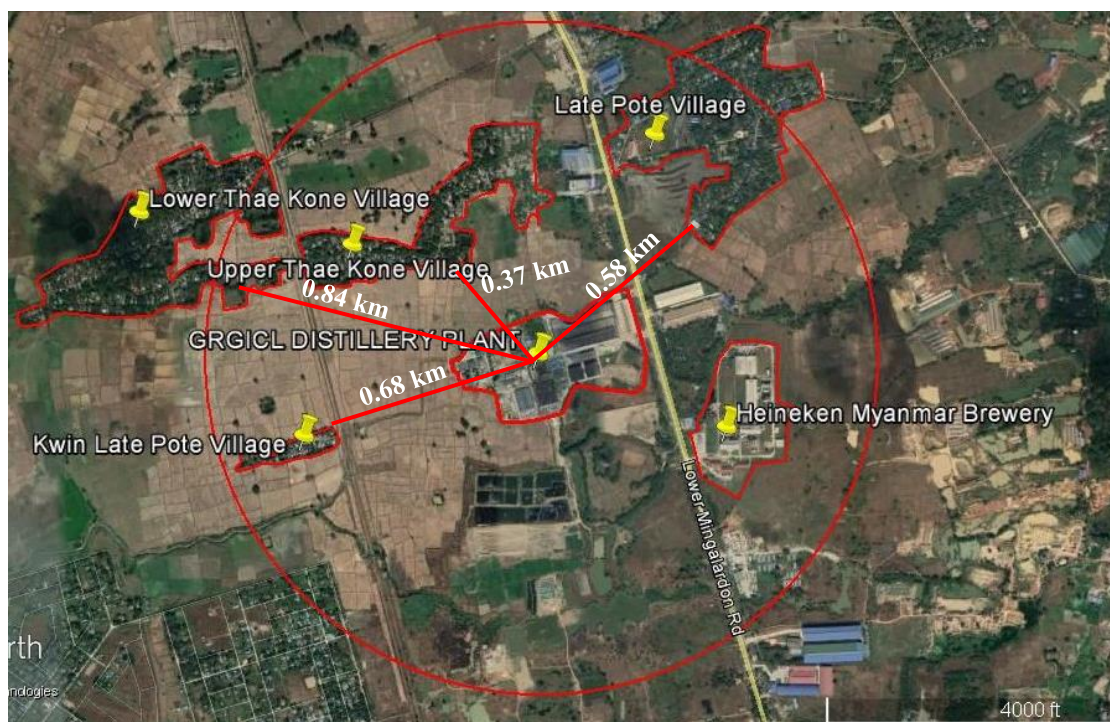 Late Pote Village
Lower Thae Kone Village
Upper Thae Kone Village
0.37 km
0.58 km
0.84 km
GRGICL DISTILLERY PLANT
0.68 km
Kwin Late Pote Village
Heineken Myanmar Brewery
Lower Mingalardon Rd
rth
nologies
4000 ft